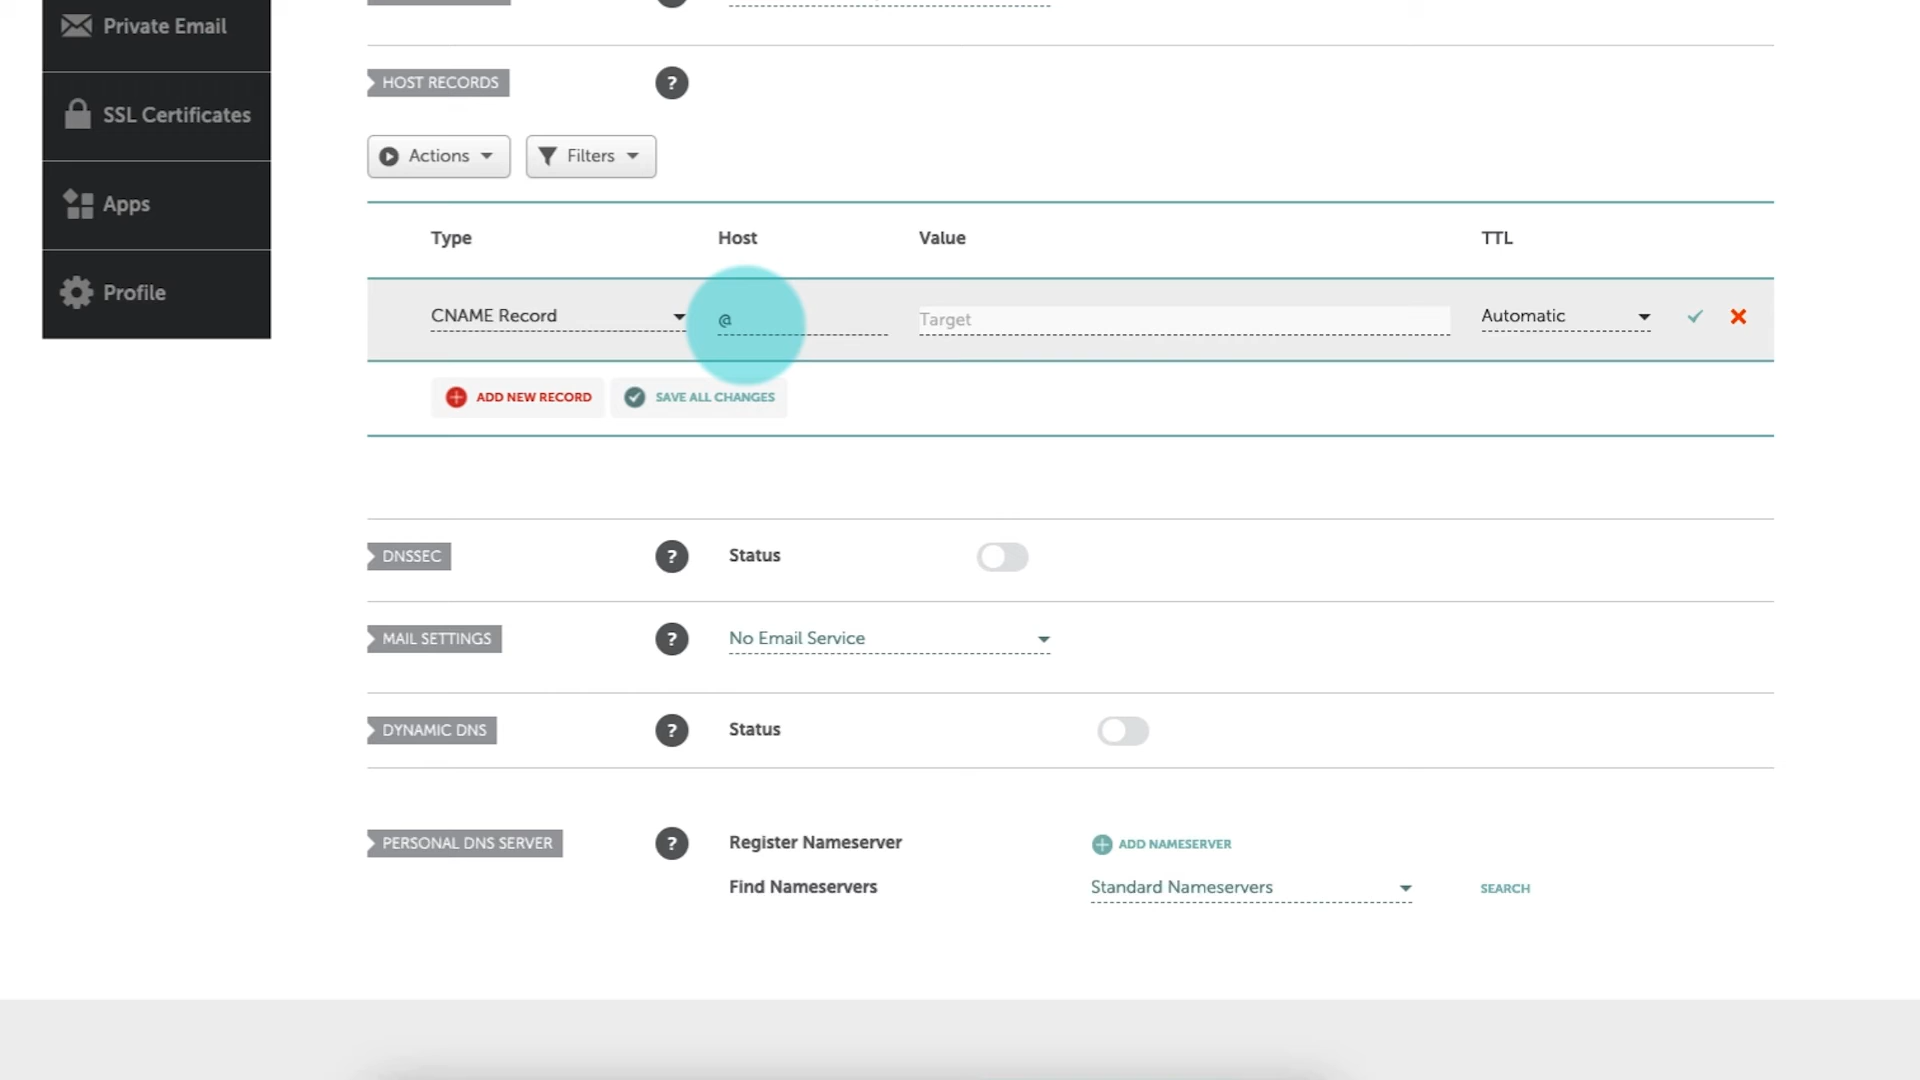 Private Email
SSL Certificates
Apps
Profile
HOST RECORDS ?
Actions Filters
Type Host Value TTL
CNAME Record @ Target Automatic
ADD NEW RECORD SAVE ALL CHANGES
DNSSEC ? Status
MAIL SETTINGS ? No Email Service
DYNAMIC DNS ? Status
PERSONAL DNS SERVER ? Register Nameserver ADD NAMESERVER
Find Nameservers Standard Nameservers SEARCH